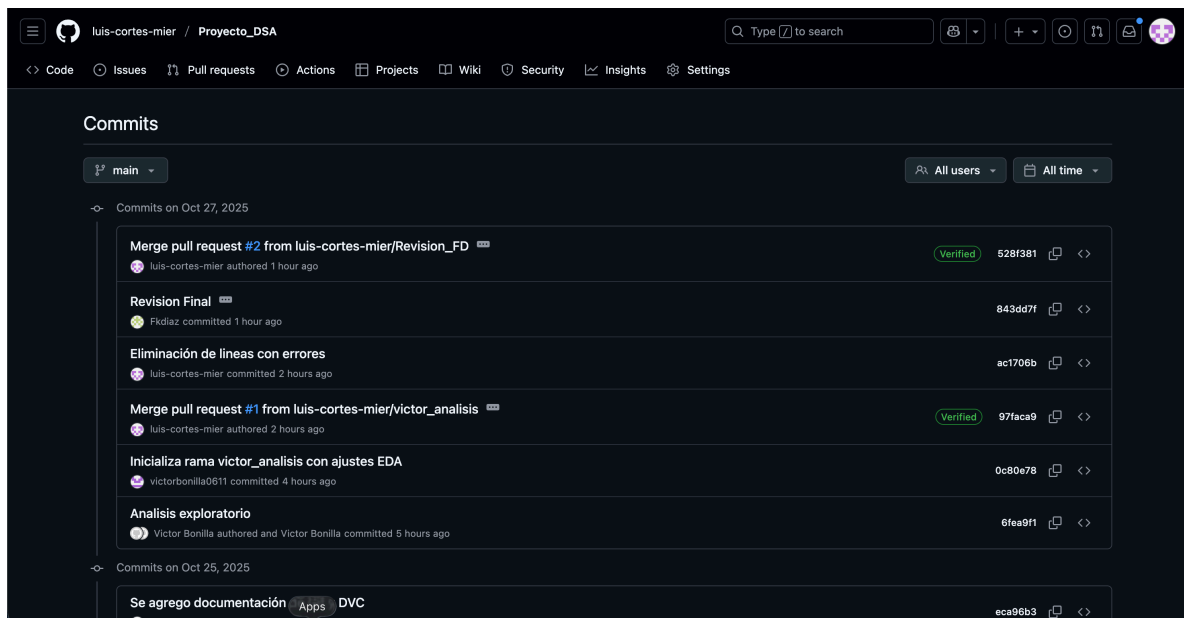 luis-cortes-mier / Proyecto_DSA
Type / to search
Code Issues Pull requests Actions Projects Wiki Security Insights Settings
Commits
main All users All time
Commits on Oct 27, 2025
Merge pull request #2 from luis-cortes-mier/Revision_FD
luis-cortes-mier authored 1 hour ago
Verified 528f381
Revision Final
Fkdiaz committed 1 hour ago
843dd7f
Eliminación de lineas con errores
luis-cortes-mier committed 2 hours ago
ac1706b
Merge pull request #1 from luis-cortes-mier/victor_analisis
luis-cortes-mier authored 2 hours ago
Verified 97faca9
Inicializa rama victor_analisis con ajustes EDA
victorbonilla0611 committed 4 hours ago
0c80e78
Analisis exploratorio
Victor Bonilla authored and Victor Bonilla committed 5 hours ago
6fea9f1
Commits on Oct 25, 2025
Se agrego documentación DVC
Apps
eca96b3